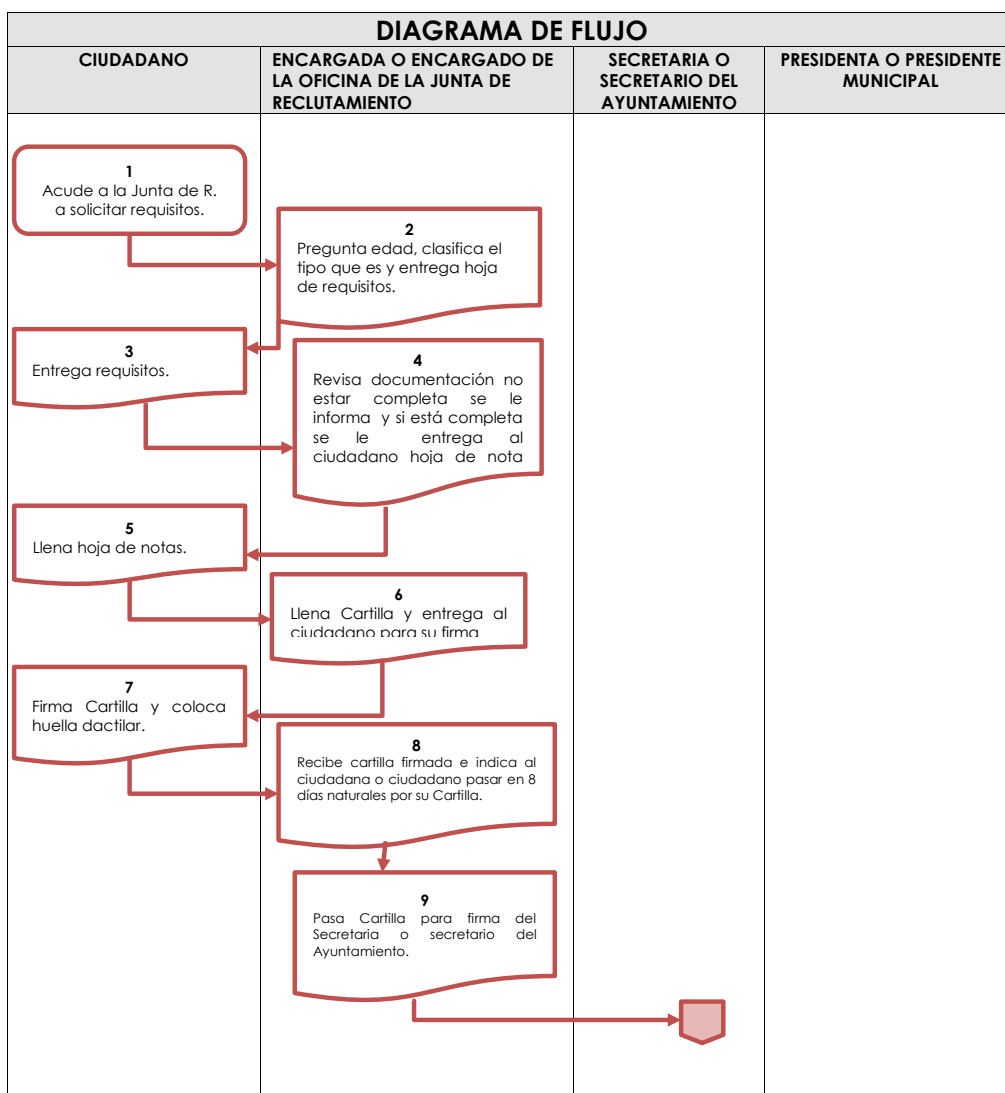 DIAGRAMA DE FLUJO
CIUDADANO
ENCARGADA O ENCARGADO DE
LA OFICINA DE LA JUNTA DE
RECLUTAMIENTO
SECRETARIA O
SECRETARIO DEL
AYUNTAMIENTO
PRESIDENTA O PRESIDENTE
MUNICIPAL
1
Acude a la Junta de R.
a solicitar requisitos.
2
Pregunta edad, clasifica el
tipo que es y entrega hoja
de requisitos.
3
Entrega requisitos.
4
Revisa documentación no
estar completa se le
informa y si está completa
se le entrega al
ciudadano hoja de nota
5
Llena hoja de notas.
6
Llena Cartilla y entrega al
ciudadano para su firma
7
Firma Cartilla y coloca
huella dactilar.
8
Recibe cartilla firmada e indica al
ciudadana o ciudadano pasar en 8
días naturales por su Cartilla.
9
Pasa Cartilla para firma del
Secretaria o secretario del
Ayuntamiento.